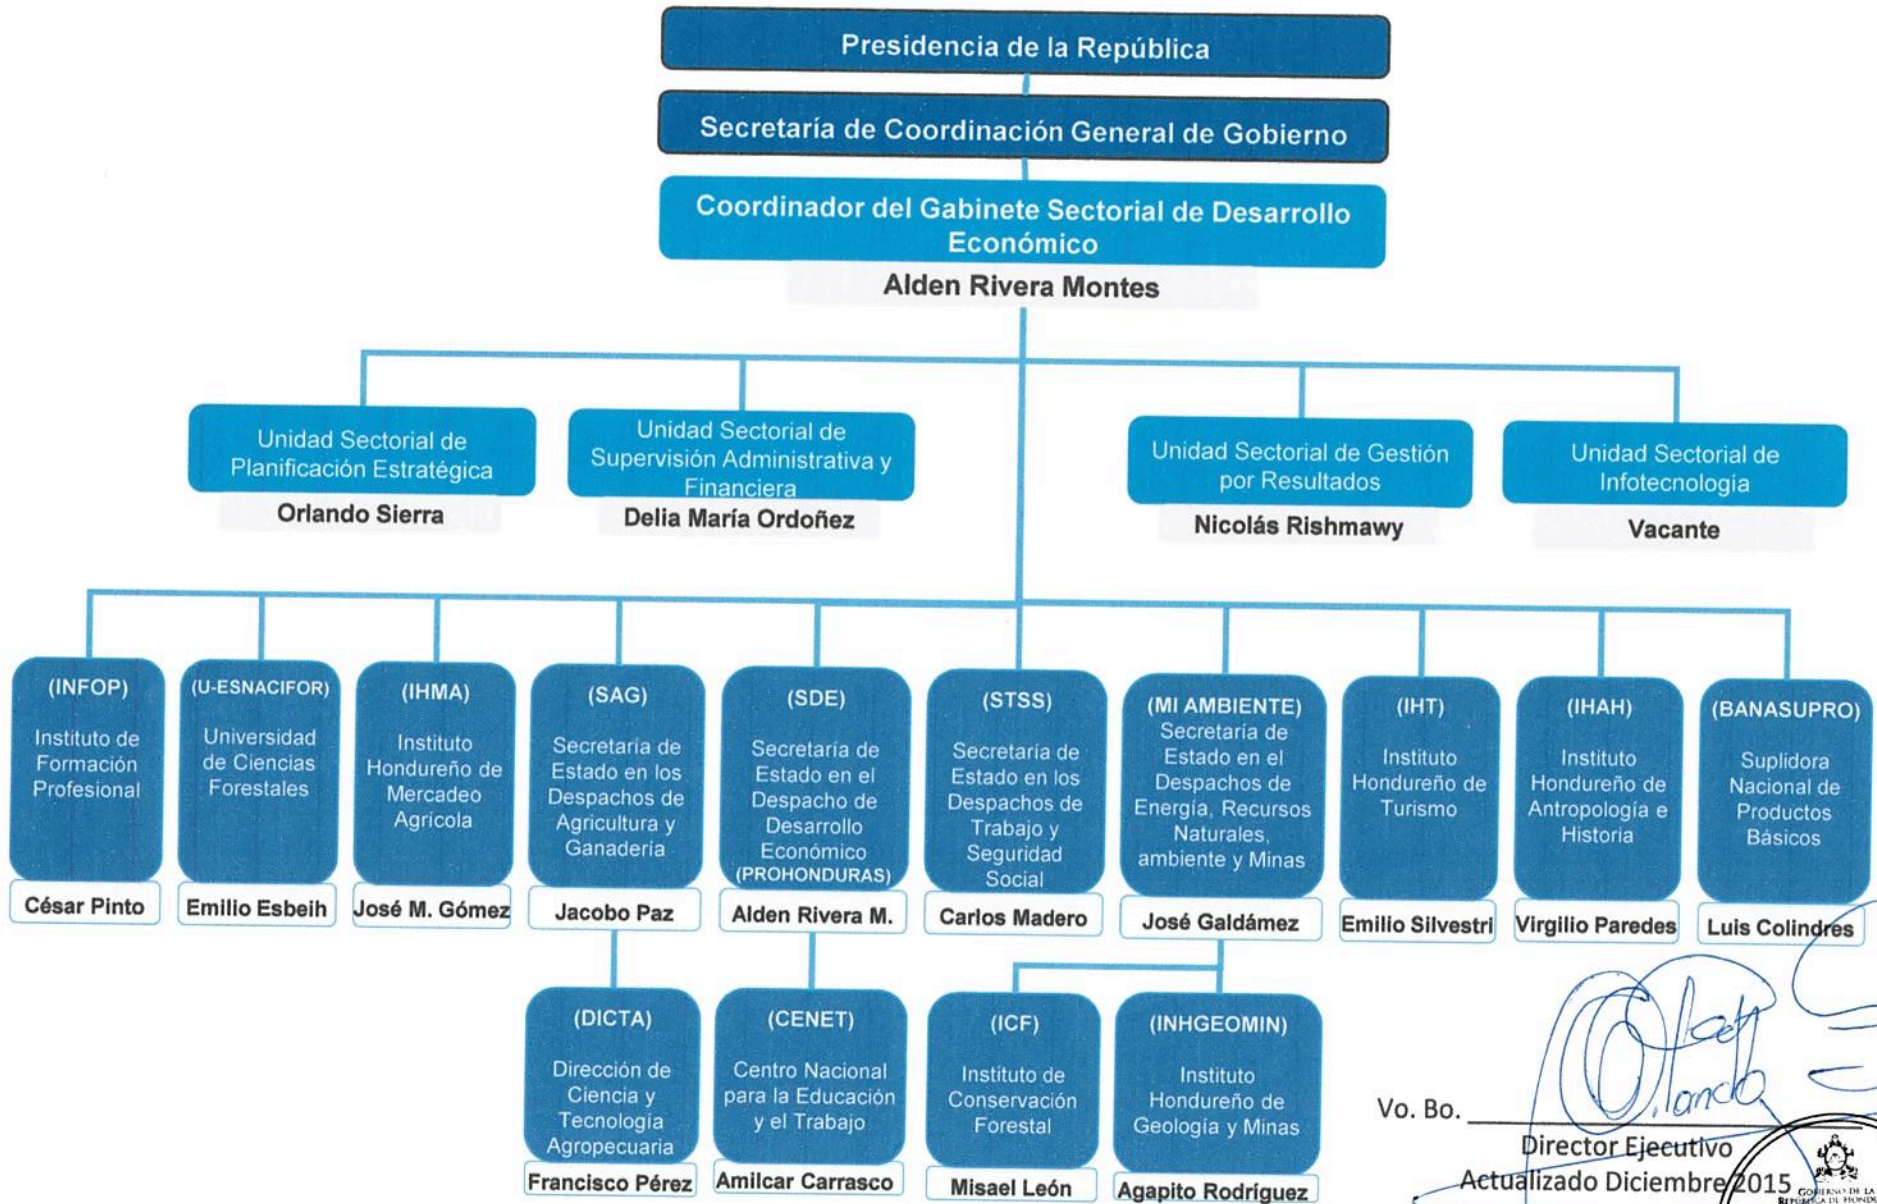 Presidencia de la República
Secretaría de Coordinación General de Gobierno
Coordinador del Gabinete Sectorial de Desarrollo
Económico
Alden Rivera Montes
Unidad Sectorial de
Planificación Estratégica
Orlando Sierra
Unidad Sectorial de
Supervisión Administrativa y
Financiera
Delia María Ordoñez
Unidad Sectorial de Gestión
por Resultados
Nicolás Rishmawy
Unidad Sectorial de
Infotecnología
Vacante
(INFOP)
Instituto de
Formación
Profesional
César Pinto
(U-ESNACIFOR)
Universidad
de Ciencias
Forestales
Emilio Esbeih
(IHMA)
Instituto
Hondureño de
Mercadeo
Agrícola
José M. Gómez
(SAG)
Secretaría de
Estado en los
Despachos de
Agricultura y
Ganadería
Jacobo Paz
(SDE)
Secretaría de
Estado en el
Despacho de
Desarrollo
Económico
(PROHONDURAS)
Alden Rivera M.
(STSS)
Secretaría de
Estado en los
Despachos de
Trabajo y
Seguridad
Social
Carlos Madero
(MI AMBIENTE)
Secretaría de
Estado en el
Despachos de
Energía, Recursos
Naturales,
ambiente y Minas
José Galdámez
(IHT)
Instituto
Hondureño de
Turismo
Emilio Silvestri
(IHAH)
Instituto
Hondureño de
Antropología e
Historia
Virgilio Paredes
(BANASUPRO)
Suplidora
Nacional de
Productos
Básicos
Luis Colindres
(DICTA)
Dirección de
Ciencia y
Tecnología
Agropecuaria
Francisco Pérez
(CENET)
Centro Nacional
para la Educación
y el Trabajo
Amilcar Carrasco
(ICF)
Instituto de
Conservación
Forestal
Misael León
(INHGEOMIN)
Instituto
Hondureño de
Geología y Minas
Agapito Rodríguez
Vo. Bo.
Director Ejecutivo
Actualizado Diciembre 2015
GOBIERNO DE LA